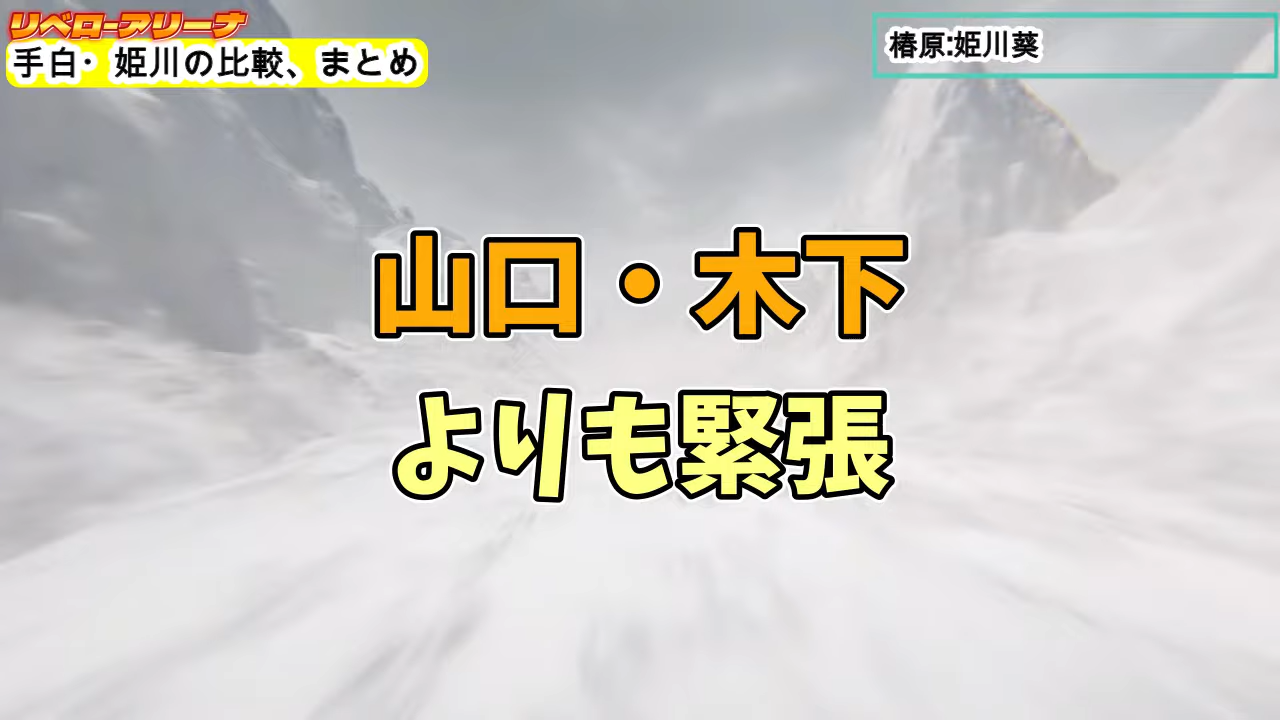 リベローアリーナ
手白・姫川の比較、まとめ
椿原:姫川葵
山口・木下
よりも緊張